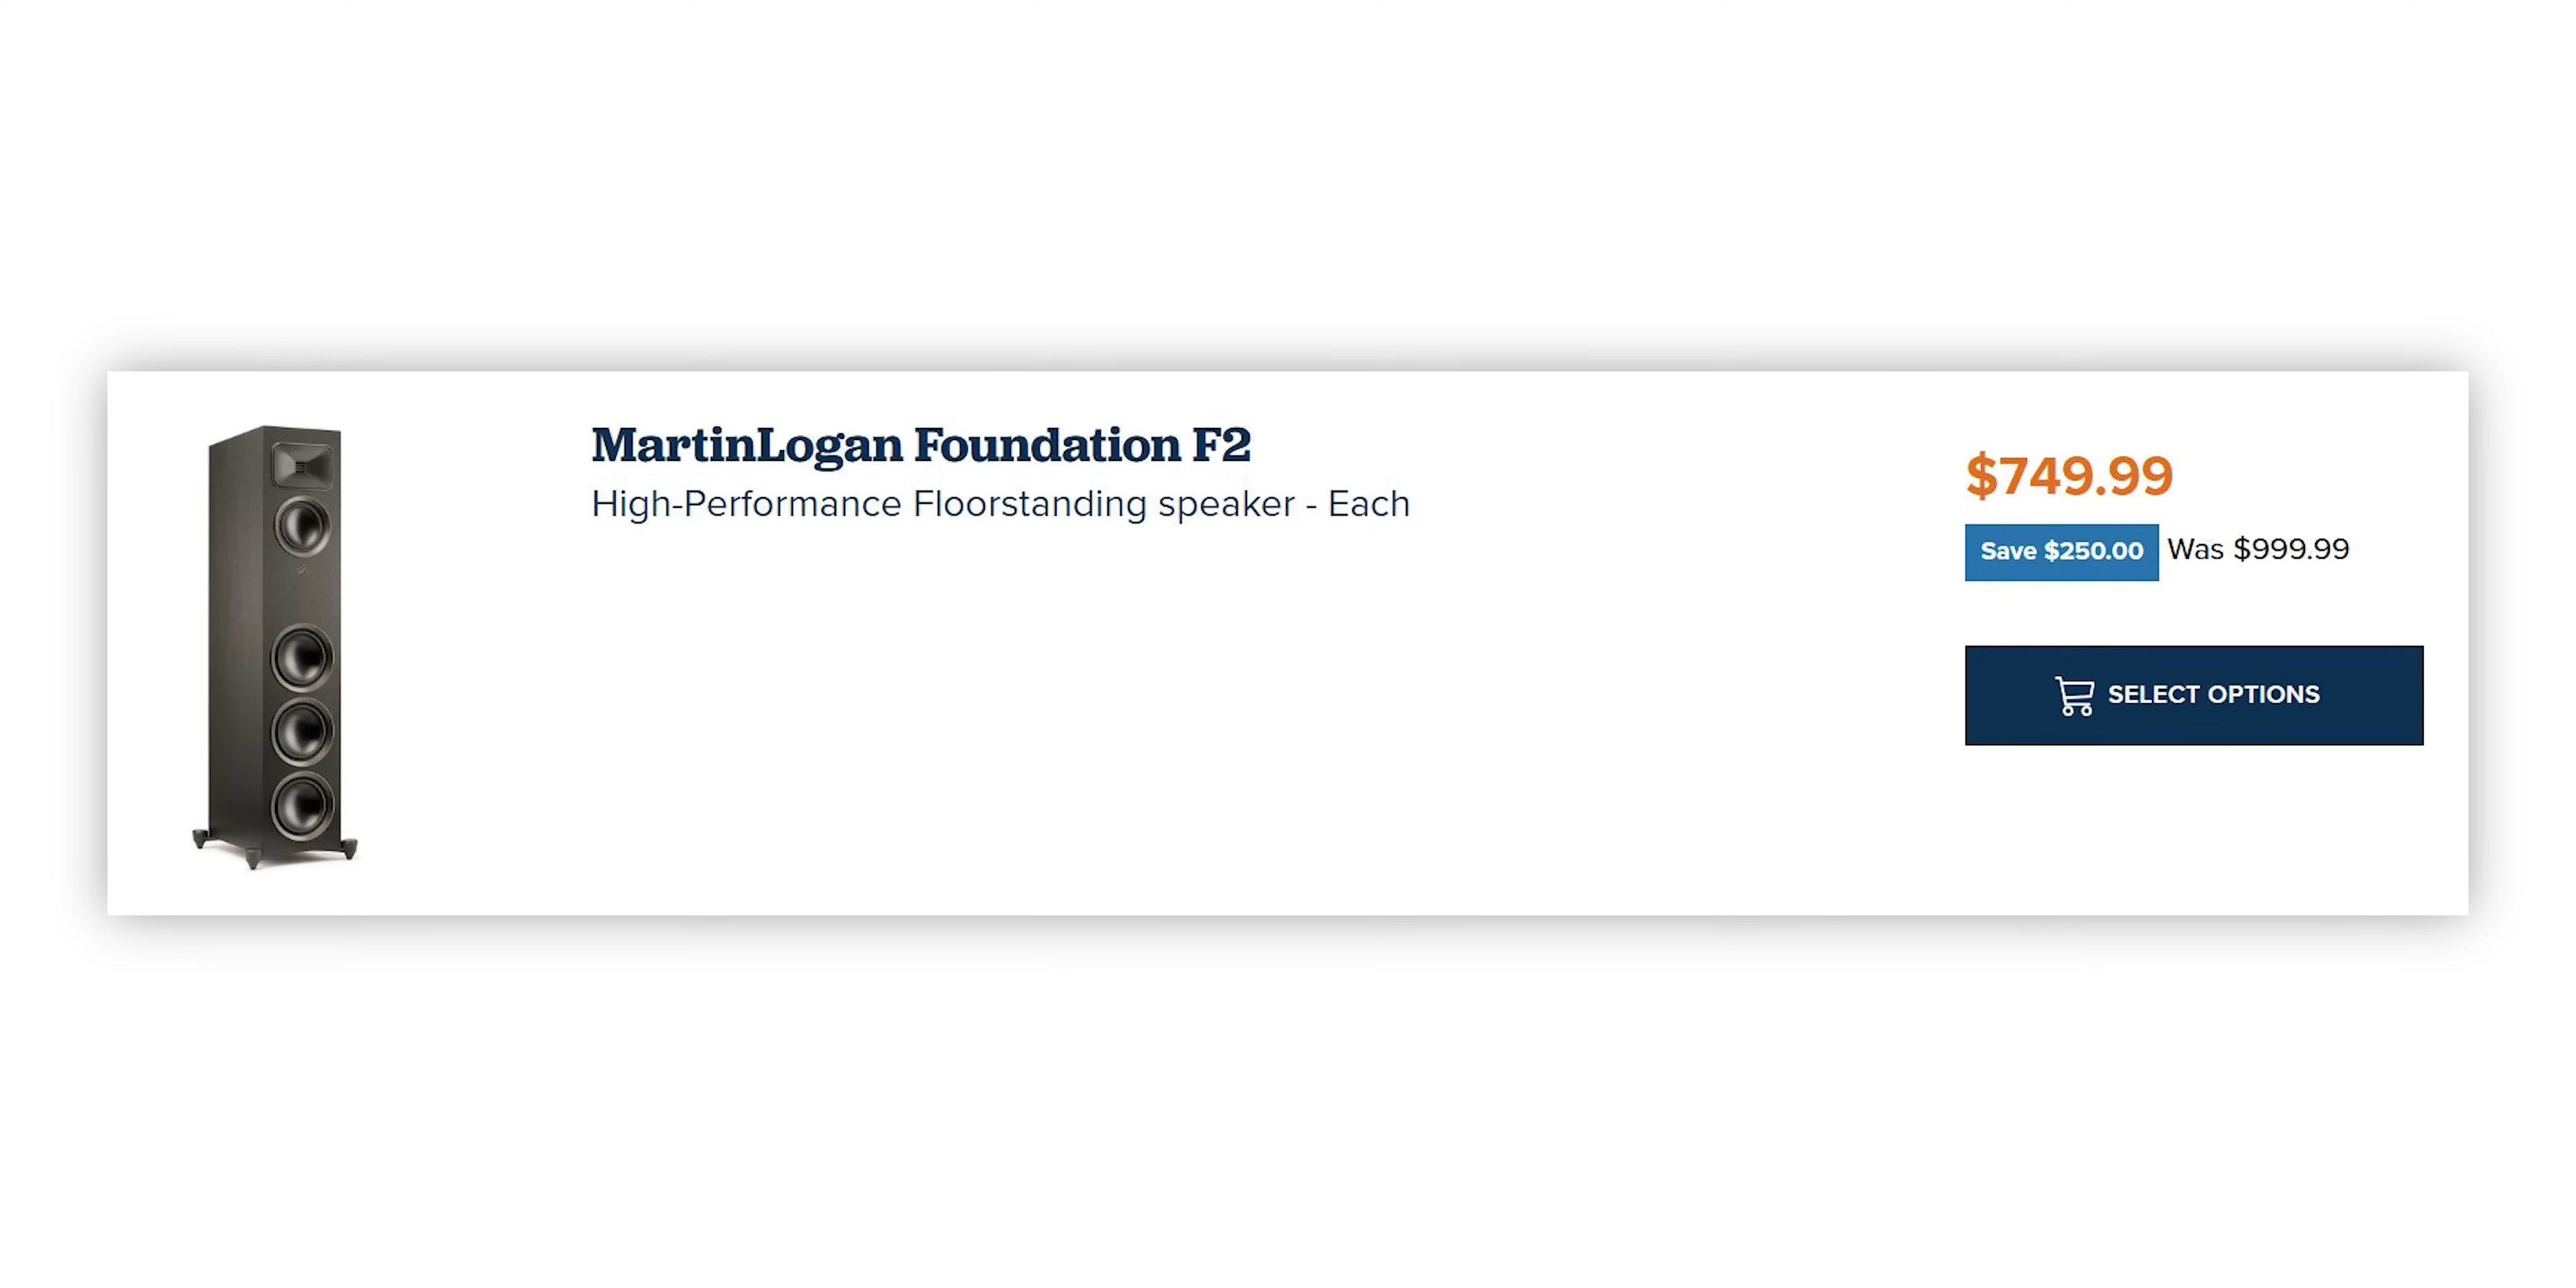 MartinLogan Foundation F2
High-Performance Floorstanding speaker - Each
$749.99
Save $250.00 Was $999.99
SELECT OPTIONS